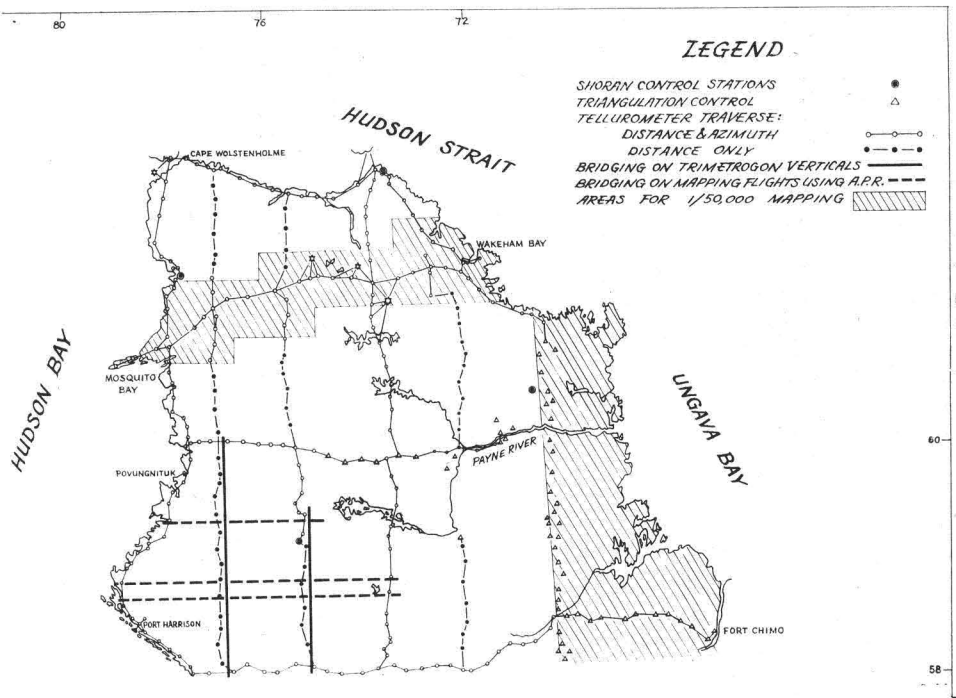 80
76
72
LEGEND
SHORAN CONTROL STATIONS
TRIANGULATION CONTROL
TELLUROMETER TRAVERSE:
DISTANCE & AZIMUTH
DISTANCE ONLY
BRIDGING ON TRIMETROGON VERTICALS
BRIDGING ON MAPPING FLIGHTS USING A.P.R.
AREAS FOR 1/50,000 MAPPING
HUDSON STRAIT
CAPE WOLSTENHOLME
WAKEHAM BAY
HUDSON BAY
MOSQUITO
BAY
UNGAVA BAY
60
PAYNE RIVER
POVUNGNITUK
PORT HARRISON
FORT CHIMO
58